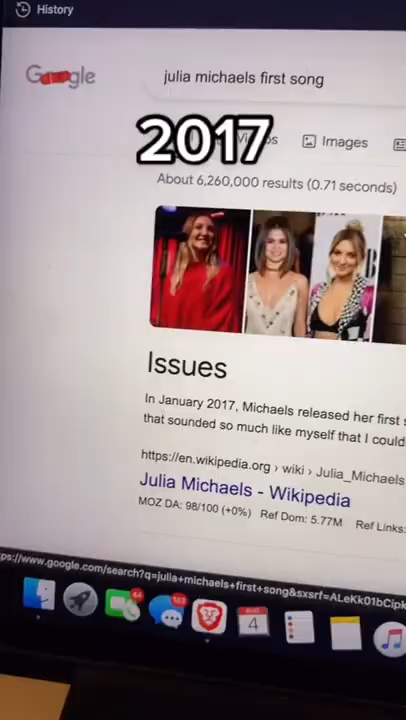 History
Google
julia michaels first song
2017
Images
About 6,260,000 results (0.71 seconds)
Issues
In January 2017, Michaels released her first
that sounded so much like myself that I could
https://en.wikipedia.org › wiki › Julia_Michaels
Julia Michaels - Wikipedia
MOZ DA: 98/100 (+0%) Ref Dom: 5.77M Ref Links:
ps://www.google.com/search?q=julia+michaels+first+song&sxsrf=ALeKk01bCipk
4